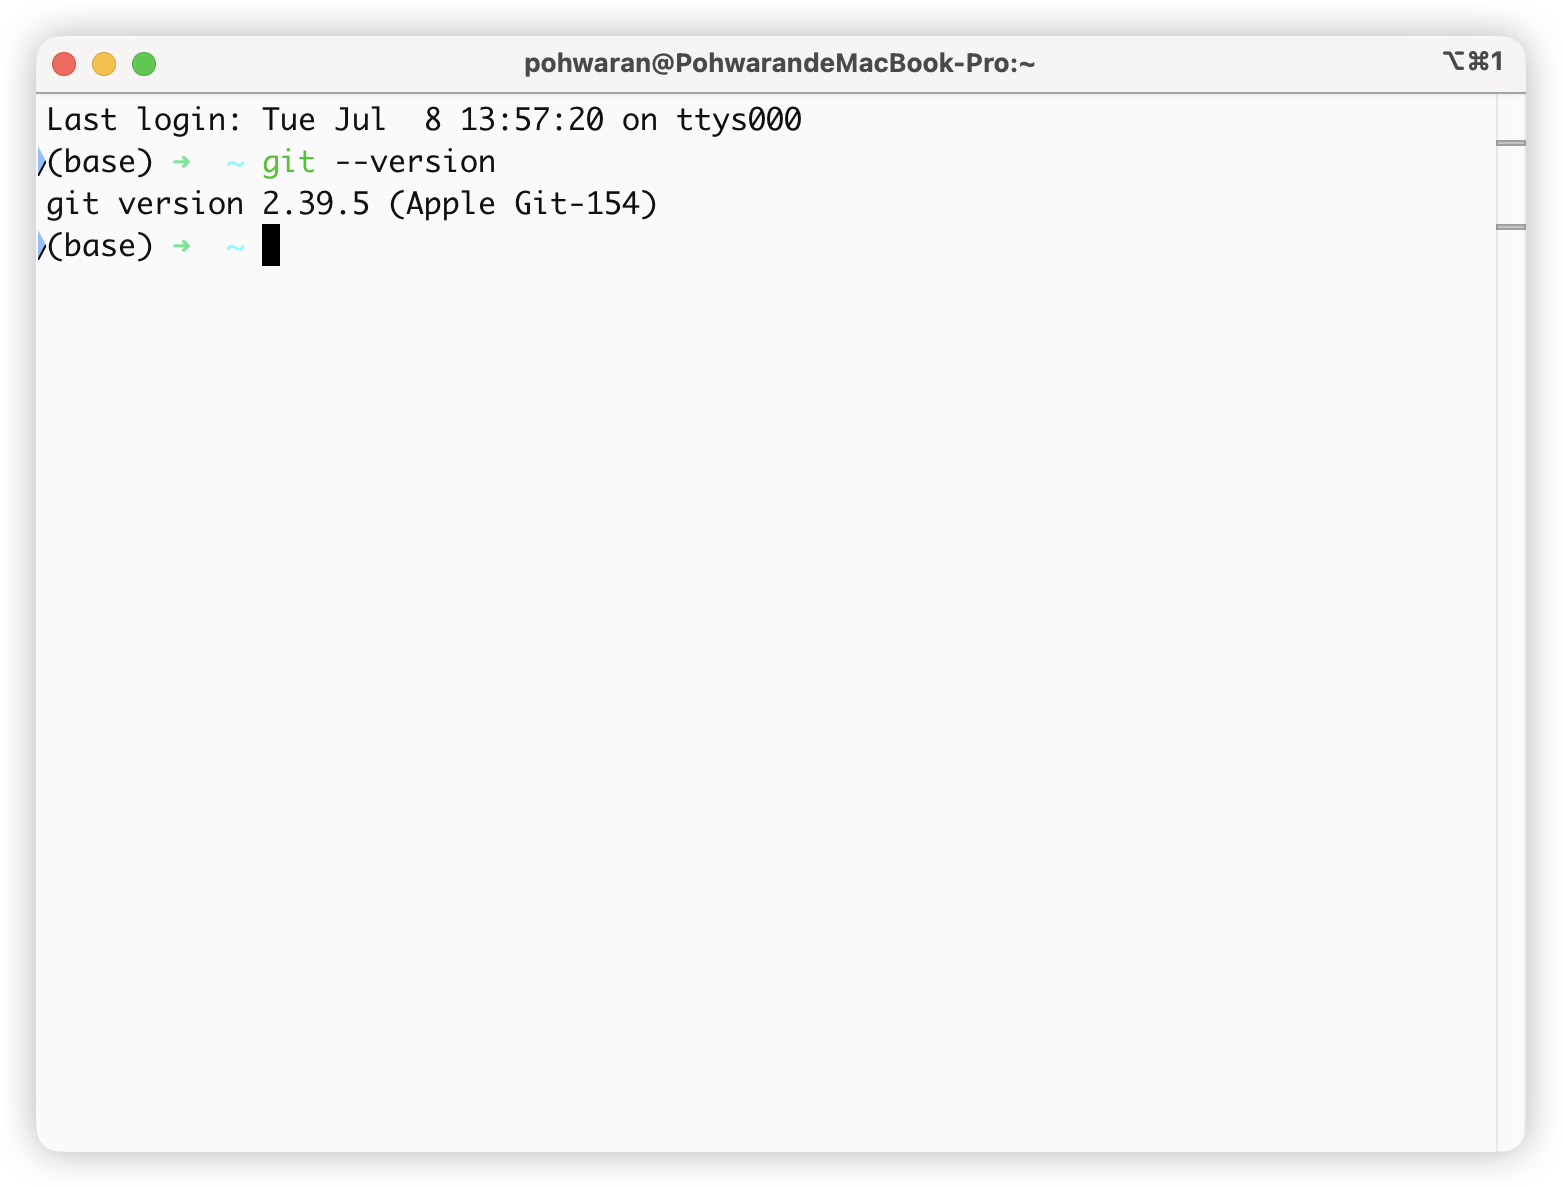 pohwaran@PohwarandeMacBook-Pro:~
⌥⌘1
Last login: Tue Jul  8 13:57:20 on ttys000
(base) ➜  ~ git --version
git version 2.39.5 (Apple Git-154)
(base) ➜  ~